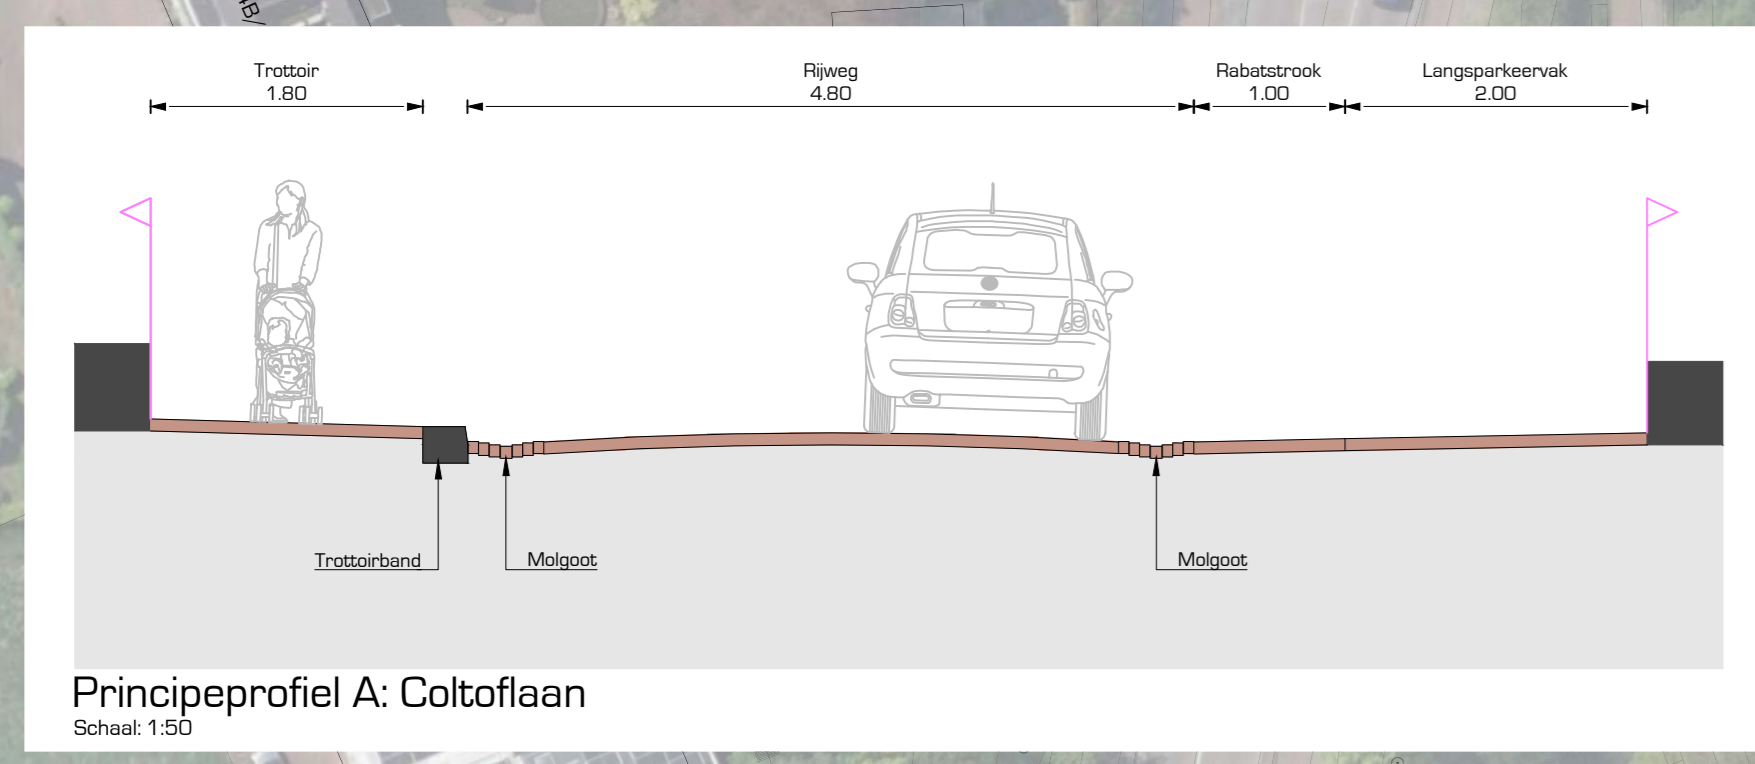 4B/
Trottoir
1.80
Rijweg
4.80
Rabatstrook
1.00
Langsparkeervak
2.00
Trottoirband
Molgoot
Molgoot
Principeprofiel A: Coltoflaan
Schaal: 1:50